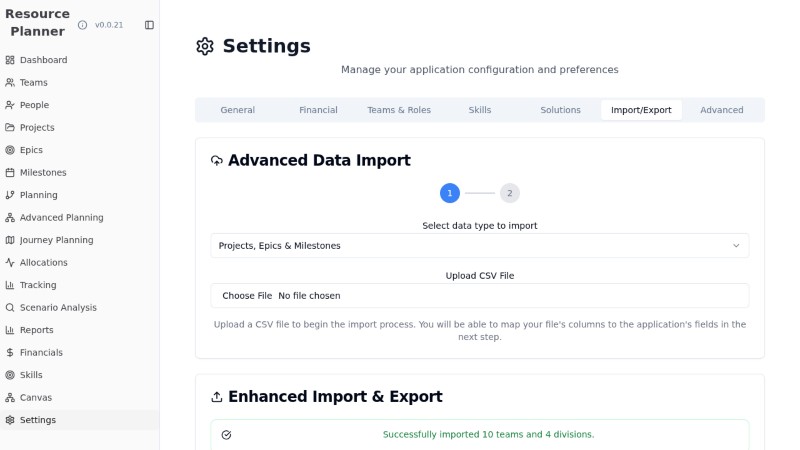 Resource
Planner
v0.0.21
Dashboard
Teams
People
Projects
Epics
Milestones
Planning
Advanced Planning
Journey Planning
Allocations
Tracking
Scenario Analysis
Reports
Financials
Skills
Canvas
Settings
Settings
Manage your application configuration and preferences
General Financial Teams & Roles Skills Solutions Import/Export Advanced
Advanced Data Import
1 2
Select data type to import
Projects, Epics & Milestones
Upload CSV File
Choose File No file chosen
Upload a CSV file to begin the import process. You will be able to map your file's columns to the application's fields in the
next step.
Enhanced Import & Export
Successfully imported 10 teams and 4 divisions.